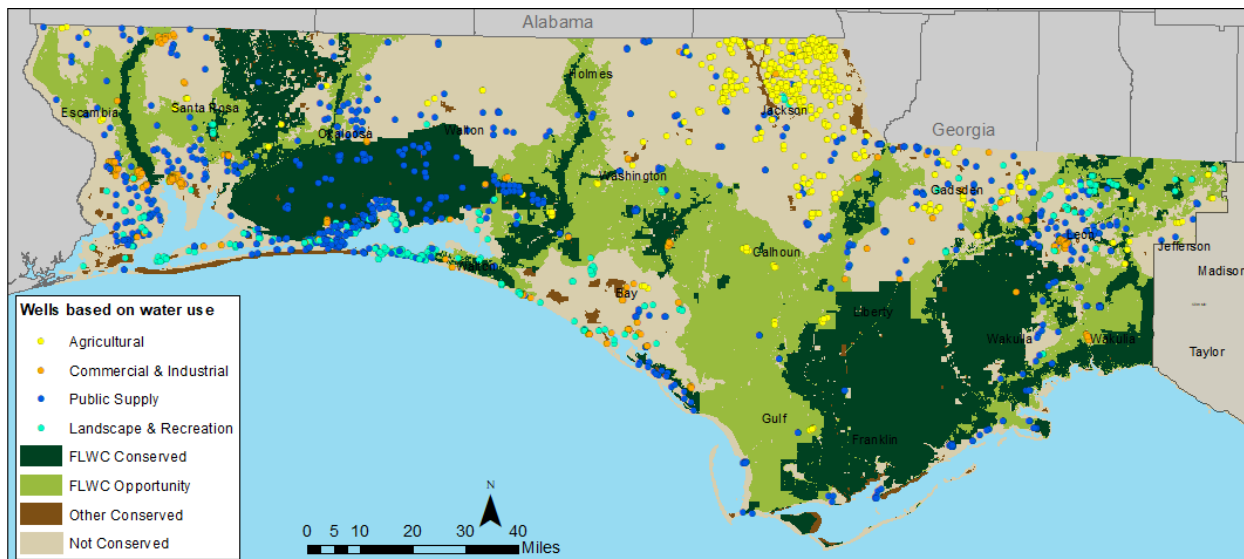 Alabama
Holmes
Escambia
Santa Rosa
Jackson
Okaloosa
Walton
Georgia
Washington
Gadsden
Leon
Jefferson
Calhoun
Walton
Madison
Bay
Liberty
Wakulla
Wakulla
Taylor
Gulf
Franklin
Wells based on water use
Agricultural
Commercial & Industrial
Public Supply
Landscape & Recreation
FLWC Conserved
FLWC Opportunity
Other Conserved
Not Conserved
N
0 5 10 20 30 40
Miles